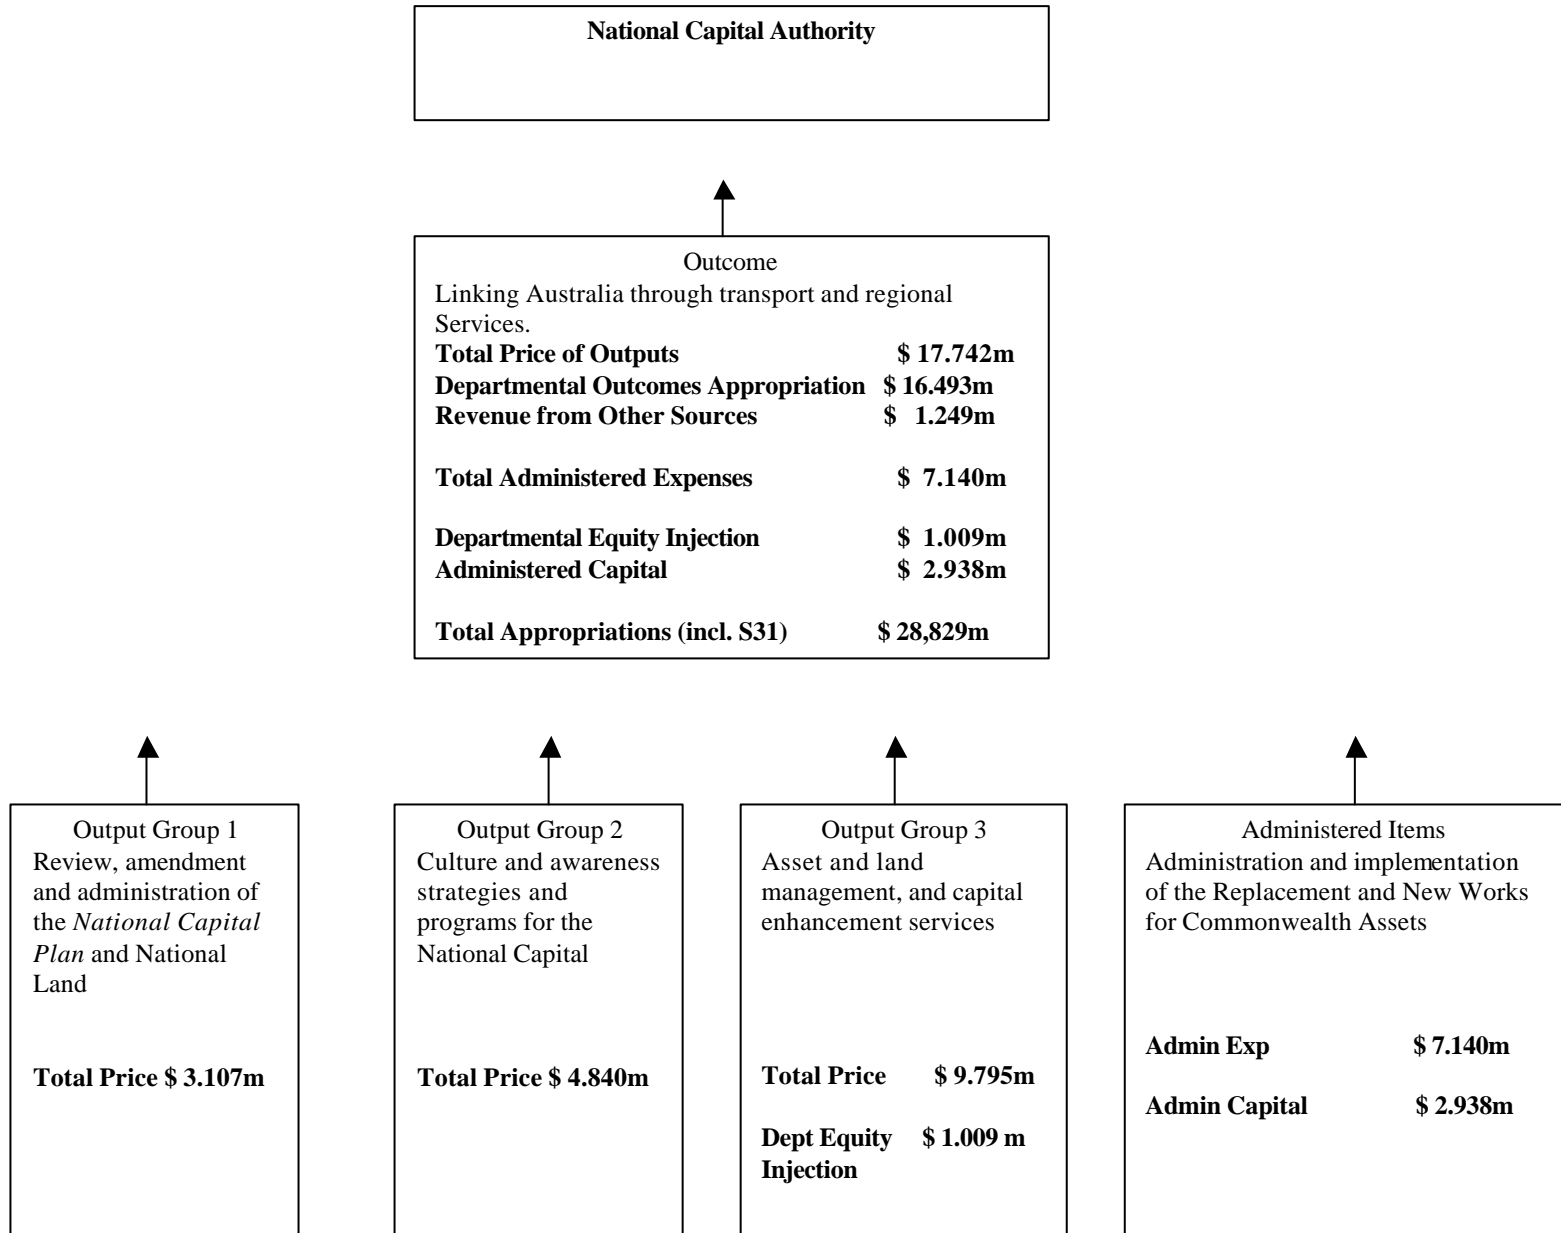 National Capital Authority
Outcome
Linking Australia through transport and regional
Services.
Total Price of Outputs $ 17.742m
Departmental Outcomes Appropriation $ 16.493m
Revenue from Other Sources $ 1.249m
Total Administered Expenses $ 7.140m
Departmental Equity Injection $ 1.009m
Administered Capital $ 2.938m
Total Appropriations (incl. S31) $ 28,829m
Output Group 1
Review, amendment
and administration of
the National Capital
Plan and National
Land
Total Price $ 3.107m
Output Group 2
Culture and awareness
strategies and
programs for the
National Capital
Total Price $ 4.840m
Output Group 3
Asset and land
management, and capital
enhancement services
Total Price $ 9.795m
Dept Equity $ 1.009 m
Injection
Administered Items
Administration and implementation
of the Replacement and New Works
for Commonwealth Assets
Admin Exp $ 7.140m
Admin Capital $ 2.938m